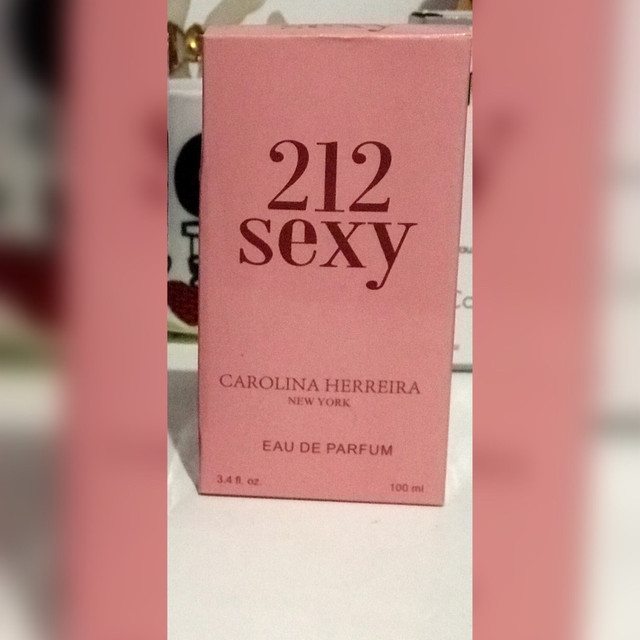 212
sexy
CAROLINA HERREIRA
NEW YORK
EAU DE PARFUM
3.4 fl. oz.
100 ml